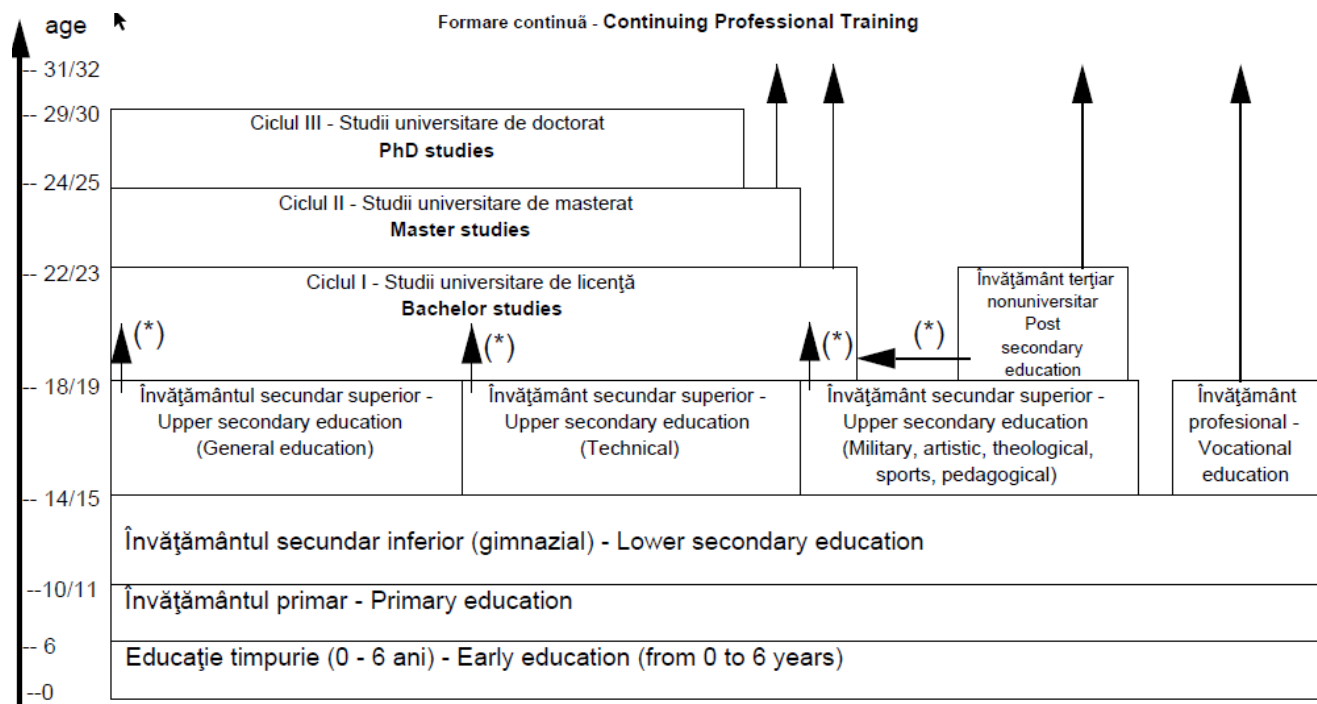 age
Formare continuă - Continuing Professional Training
-- 31/32
-- 29/30
Ciclul III - Studii universitare de doctorat
PhD studies
-- 24/25
Ciclul II - Studii universitare de masterat
Master studies
-- 22/23
Ciclul I - Studii universitare de licenţă
Bachelor studies
Învăţământ terţiar
nonuniversitar
Post
secondary
education
(*)
(*)
(*)
(*)
-- 18/19
Învăţământul secundar superior -
Upper secondary education
(General education)
Învăţământ secundar superior -
Upper secondary education
(Technical)
Învăţământ secundar superior -
Upper secondary education
(Military, artistic, theological,
sports, pedagogical)
Învăţământ
profesional -
Vocational
education
-- 14/15
Învăţământul secundar inferior (gimnazial) - Lower secondary education
--10/11
Învăţământul primar - Primary education
-- 6
Educaţie timpurie (0 - 6 ani) - Early education (from 0 to 6 years)
--0